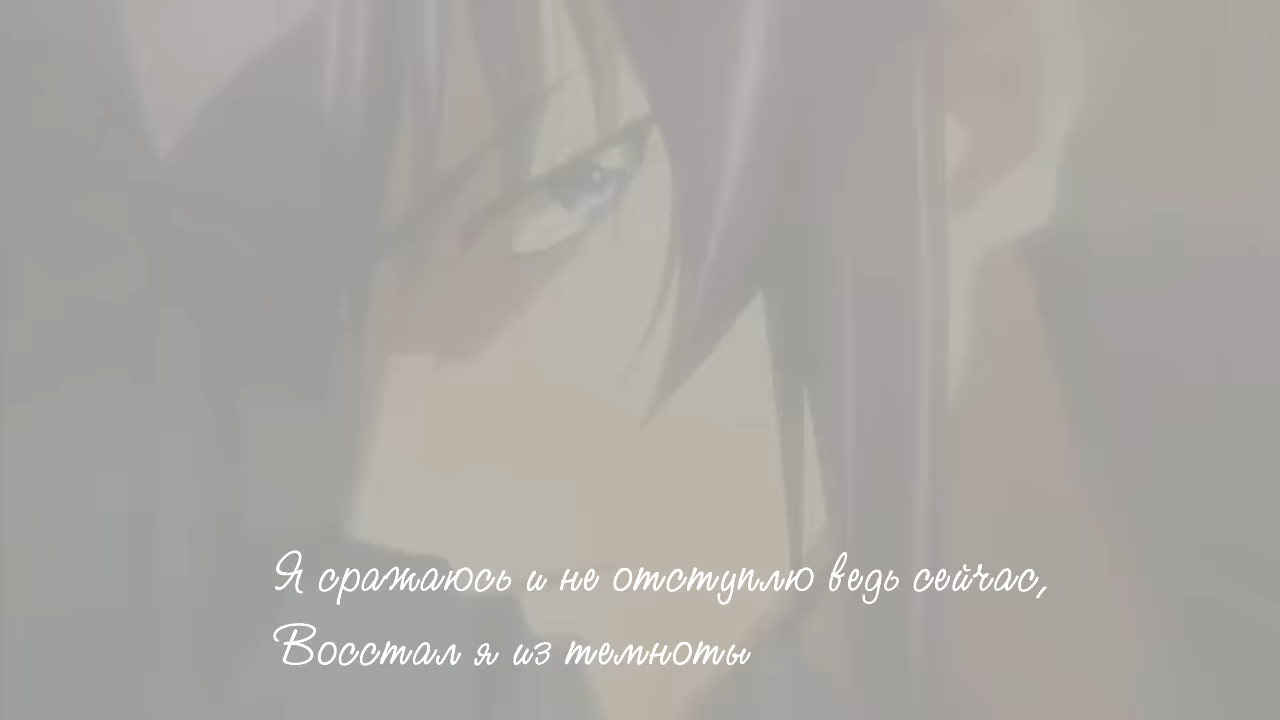 Я сражаюсь и не отступлю ведь сейчас,
Восстал я из темноты